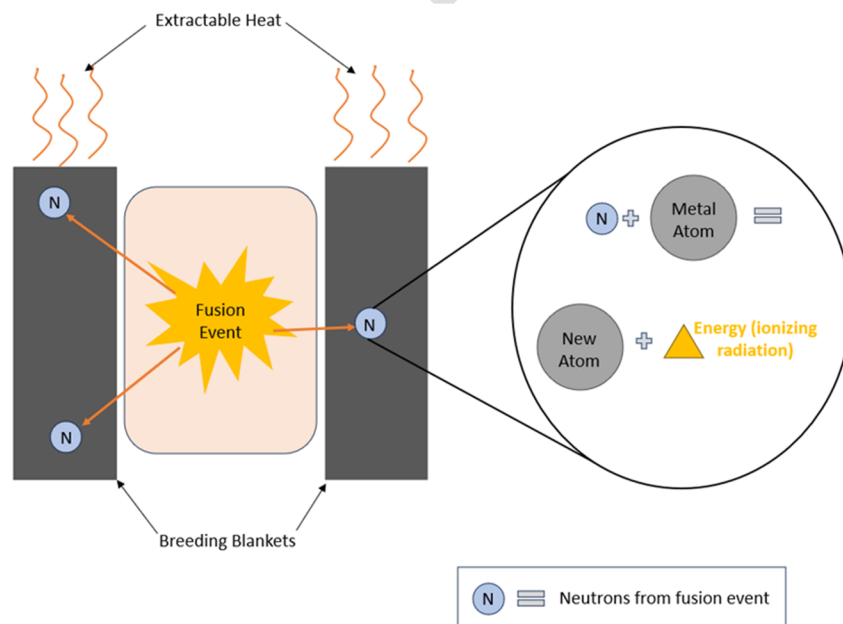 Extractable Heat
N
N
N
Fusion
Event
N
Metal
Atom
New
Atom
Energy (ionizing
radiation)
Breeding Blankets
N
Neutrons from fusion event